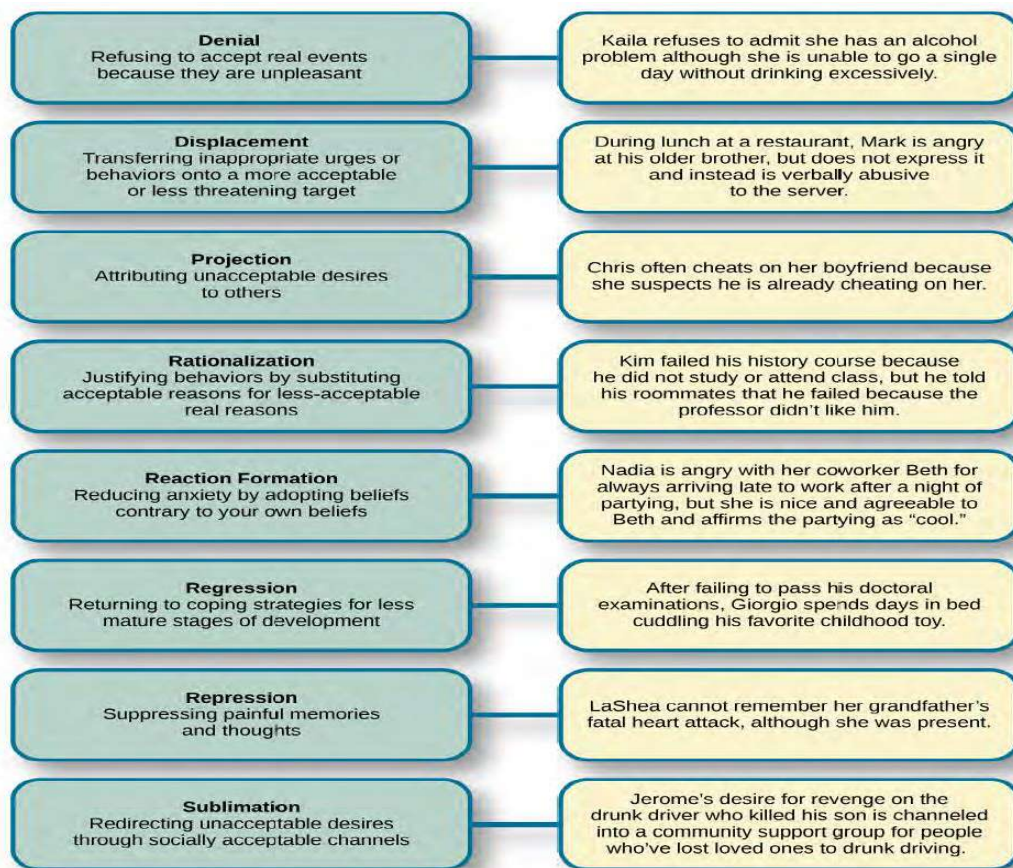 Denial
Refusing to accept real events
because they are unpleasant
Kaila refuses to admit she has an alcohol
problem although she is unable to go a single
day without drinking excessively.
Displacement
Transferring inappropriate urges or
behaviors onto a more acceptable
or less threatening target
During lunch at a restaurant, Mark is angry
at his older brother, but does not express it
and instead is verbally abusive
to the server.
Projection
Attributing unacceptable desires
to others
Chris often cheats on her boyfriend because
she suspects he is already cheating on her.
Rationalization
Justifying behaviors by substituting
acceptable reasons for less-acceptable
real reasons
Kim failed his history course because
he did not study or attend class, but he told
his roommates that he failed because the
professor didn't like him.
Reaction Formation
Reducing anxiety by adopting beliefs
contrary to your own beliefs
Nadia is angry with her coworker Beth for
always arriving late to work after a night of
partying, but she is nice and agreeable to
Beth and affirms the partying as “cool.”
Regression
Returning to coping strategies for less
mature stages of development
After failing to pass his doctoral
examinations, Giorgio spends days in bed
cuddling his favorite childhood toy.
Repression
Suppressing painful memories
and thoughts
LaShea cannot remember her grandfather's
fatal heart attack, although she was present.
Sublimation
Redirecting unacceptable desires
through socially acceptable channels
Jerome's desire for revenge on the
drunk driver who killed his son is channeled
into a community support group for people
who've lost loved ones to drunk driving.